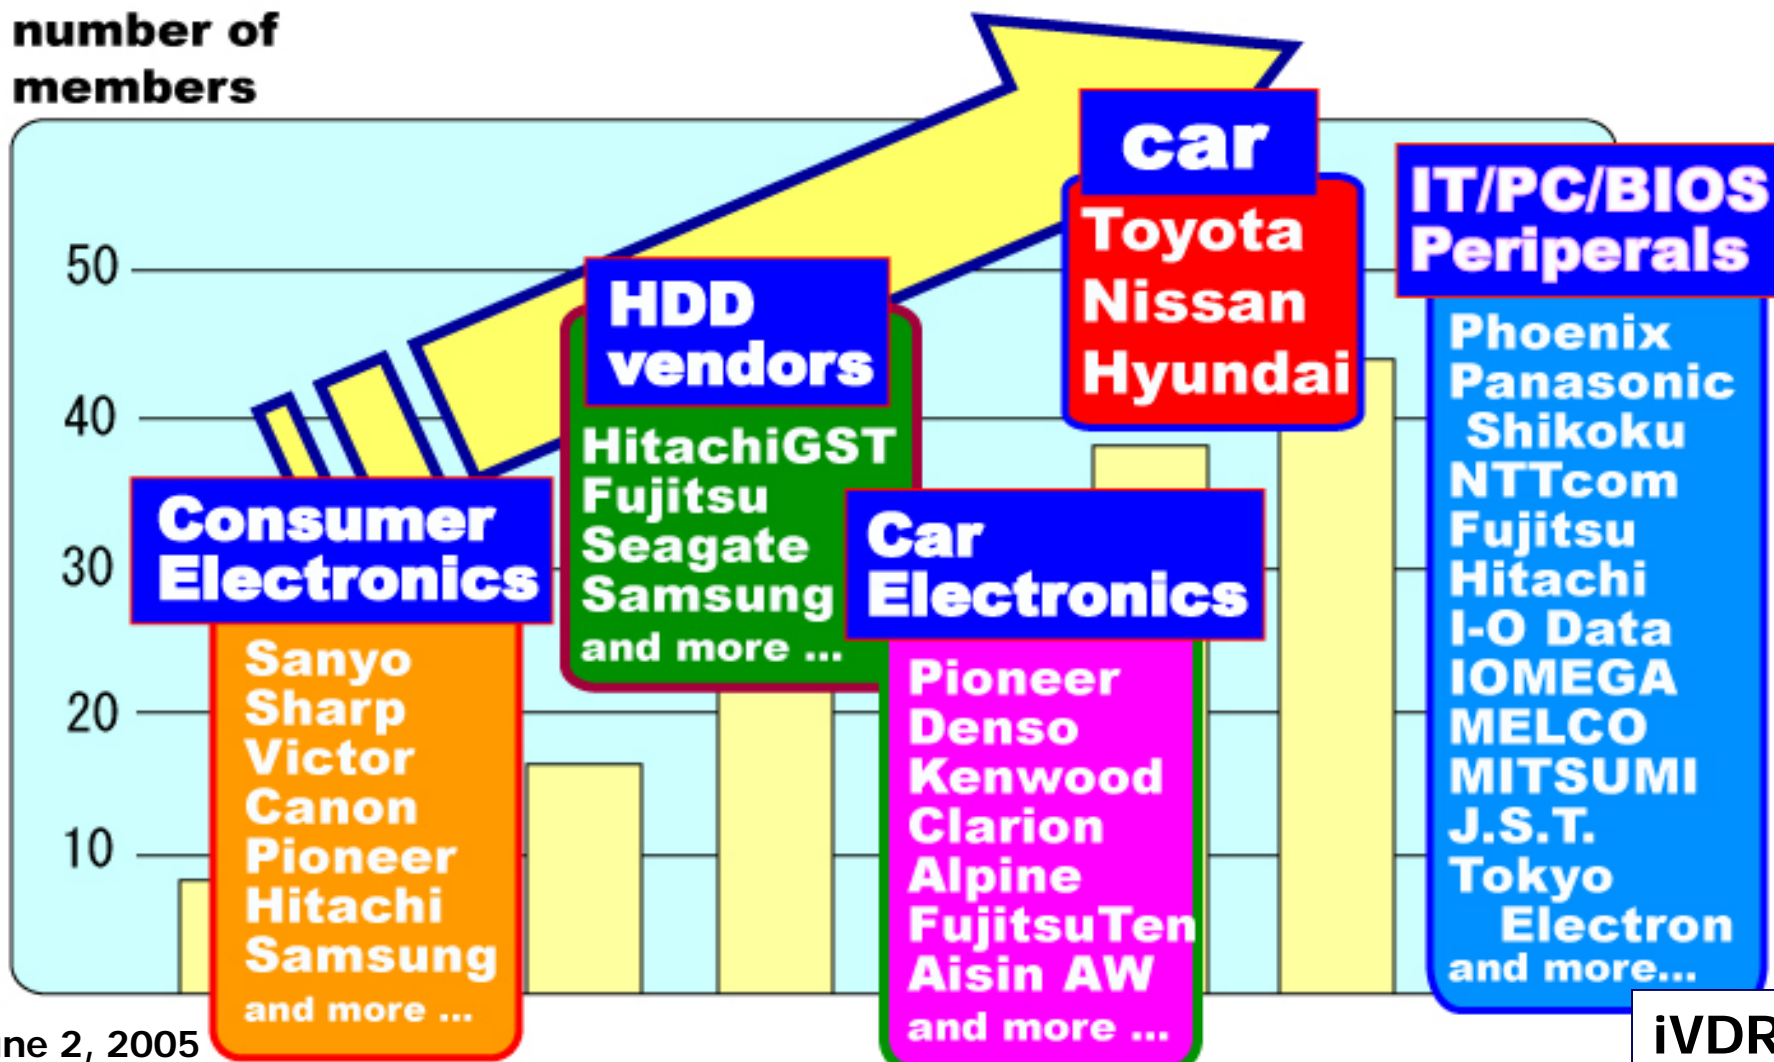 number of
members
50
40
30
20
10
Consumer
Electronics
Sanyo
Sharp
Victor
Canon
Pioneer
Hitachi
Samsung
and more ...
HDD
vendors
HitachiGST
Fujitsu
Seagate
Samsung
and more ...
Car
Electronics
Pioneer
Denso
Kenwood
Clarion
Alpine
FujitsuTen
Aisin AW
and more ...
car
Toyota
Nissan
Hyundai
IT/PC/BIOS
Periperals
Phoenix
Panasonic
Shikoku
NTTcom
Fujitsu
Hitachi
I-O Data
IOMEGA
MELCO
MITSUMI
J.S.T.
Tokyo
Electron
and more...
une 2, 2005
iVDR